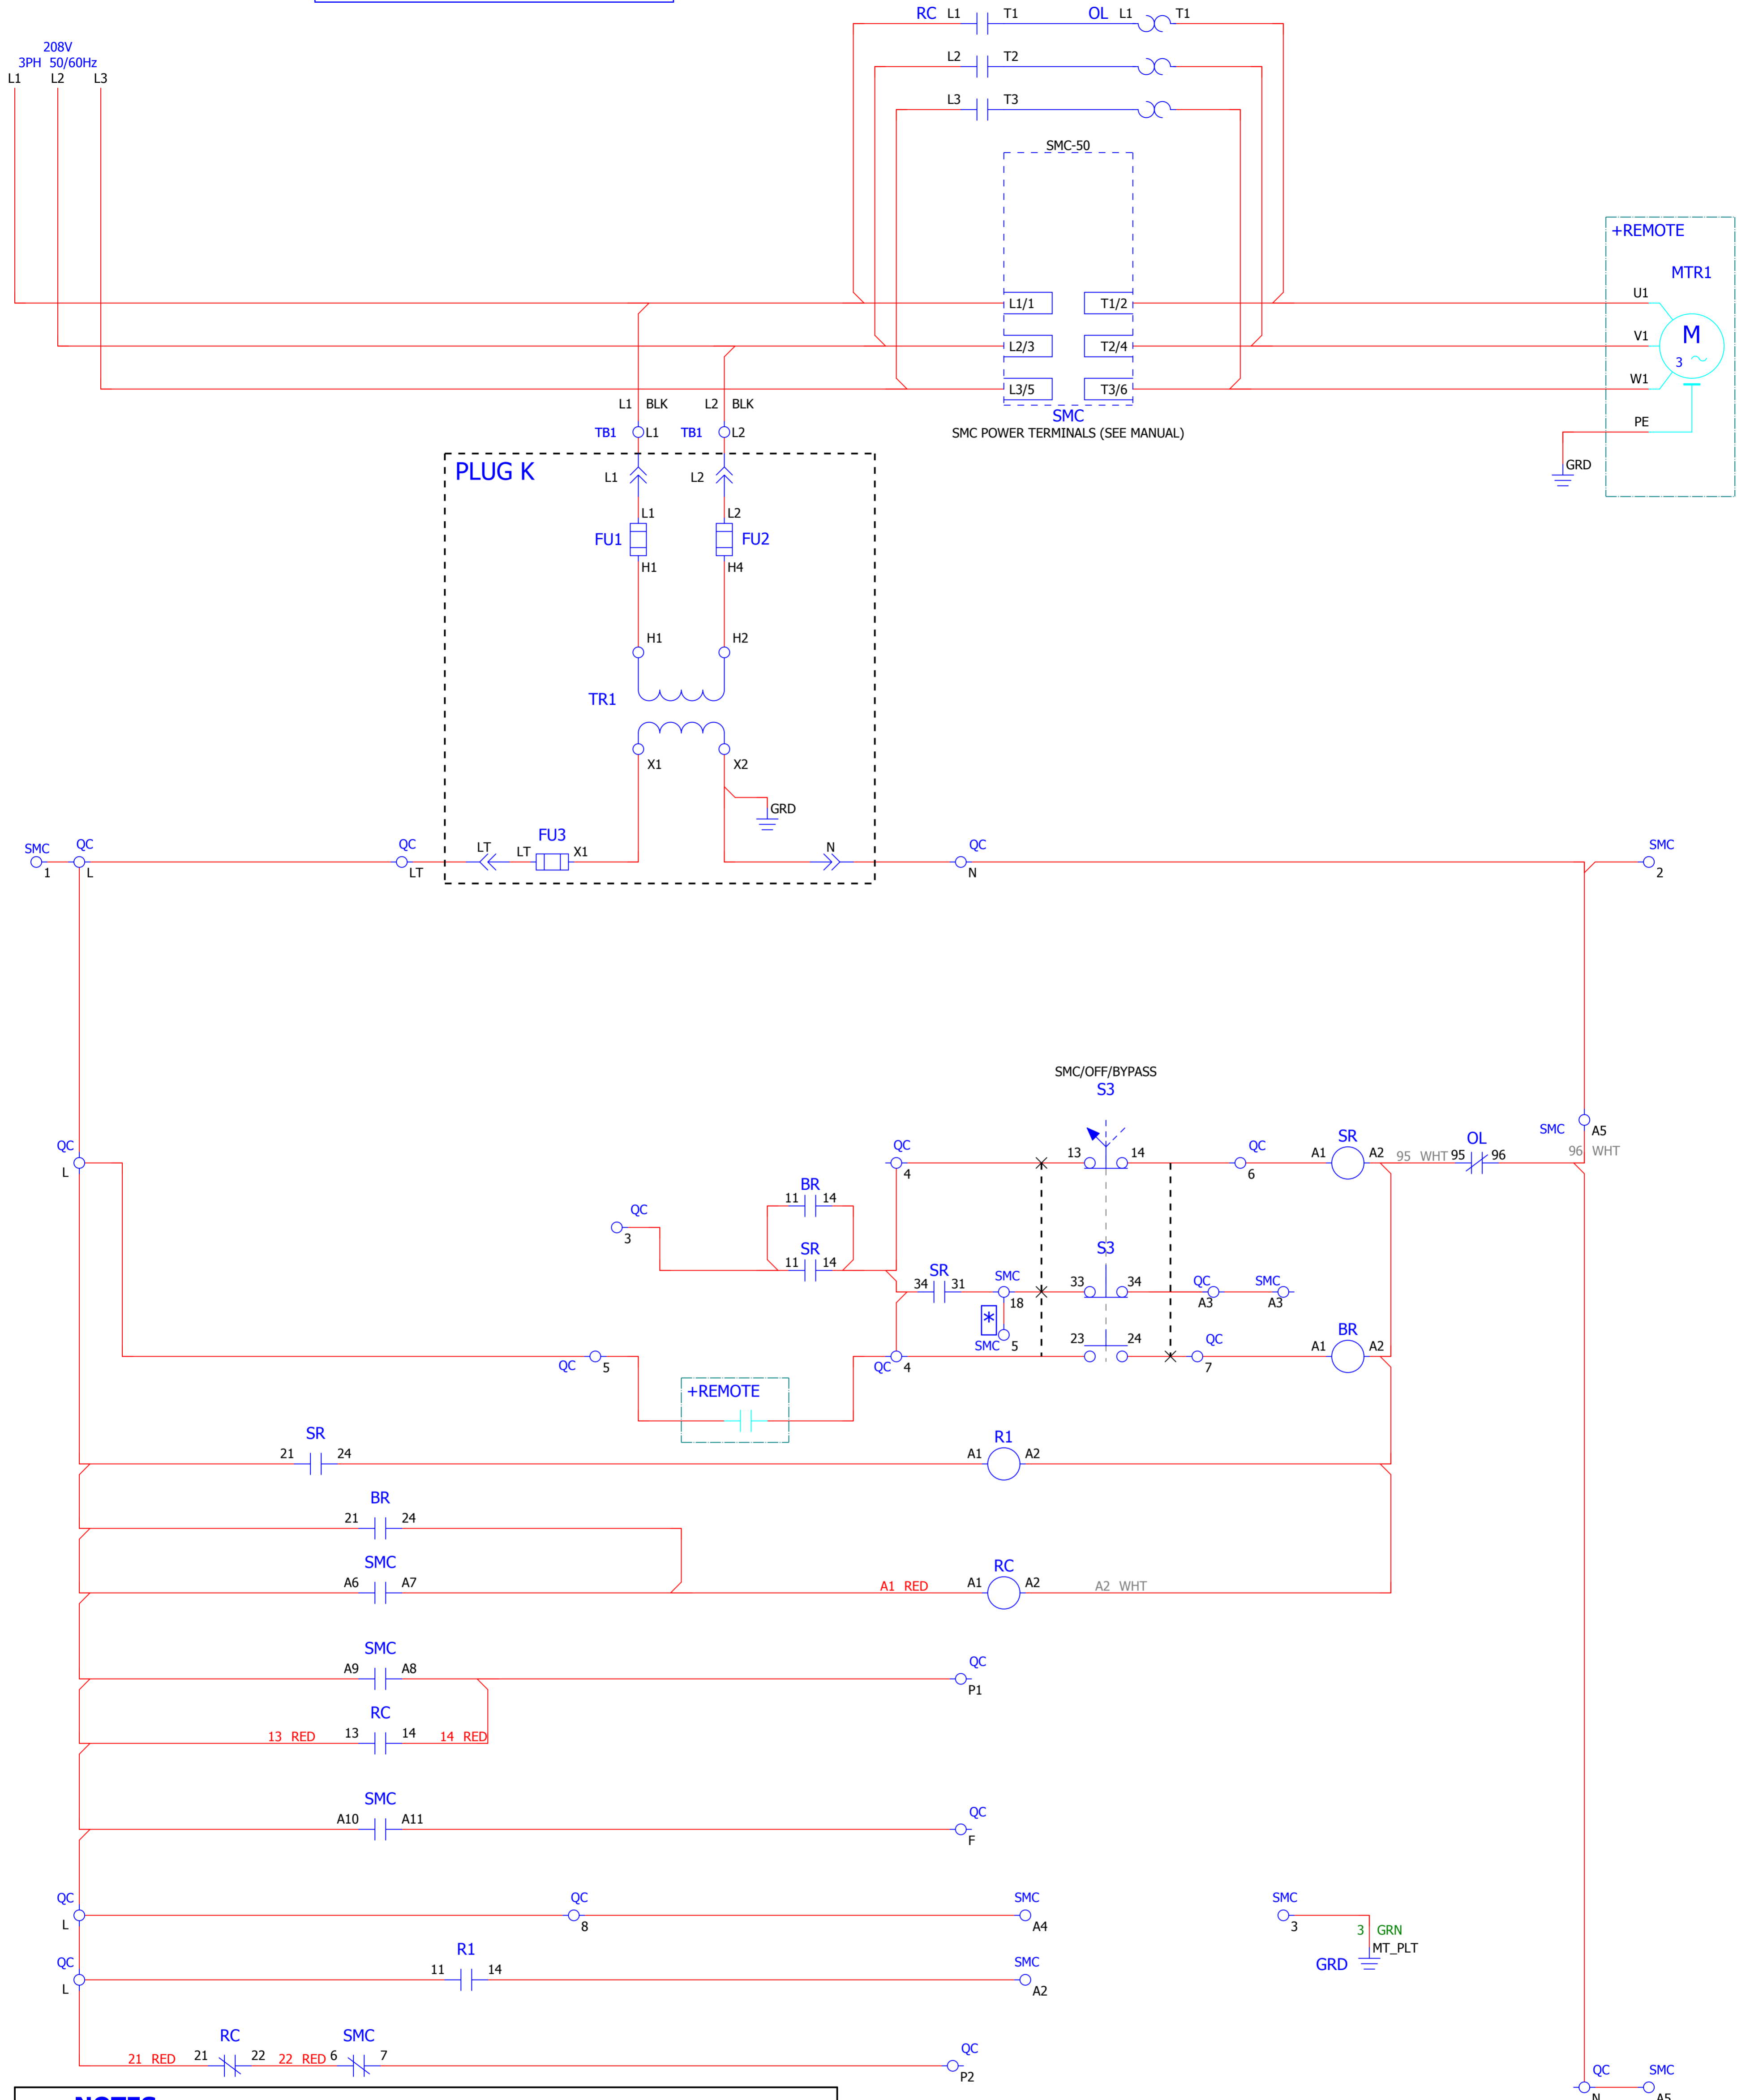 RC L1 T1 OL L1 T1
208V
3PH 50/60Hz
L1 L2 L3
L2 T2
L3 T3
SMC-50
+REMOTE
MTR1
L1/1 T1/2 U1
L2/3 T2/4 V1
M
3
L3/5 T3/6 W1
L1 BLK L2 BLK
SMC
SMC POWER TERMINALS (SEE MANUAL)
PE
TB1 L1 TB1 L2
GRD
PLUG K
L1 L2
L1 L2
FU1 FU2
H1 H4
H1 H2
TR1
X1 X2
GRD
SMC QC QC FU3 QC SMC
LT LT X1 N
1 L LT N 2
SMC/OFF/BYPASS
S3
SMC A5
QC QC 13 14 QC SR OL
A1 A2 95 WHT 95 96 96 WHT
L 4 6
BR
11 14
QC
3
SR
11 14
S3
SR
34 31 SMC 33 34 QC SMC
18 A3 A3
*
SMC 5
23 24 QC BR
A1 A2
QC 5 QC 4 7
+REMOTE
SR R1
21 24 A1 A2
BR
21 24
SMC RC
A6 A7 A1 RED A1 A2 A2 WHT
SMC
A9 A8 QC
P1
RC
13 RED 13 14 14 RED
SMC
A10 A11 QC
F
QC QC SMC SMC
L 8 A4 3
3 GRN
MT_PLT
GRD
QC R1 SMC
11 14
L A2
RC SMC
21 RED 21 22 22 RED 6 7 QC
P2
QC SMC
N A5
NOTES